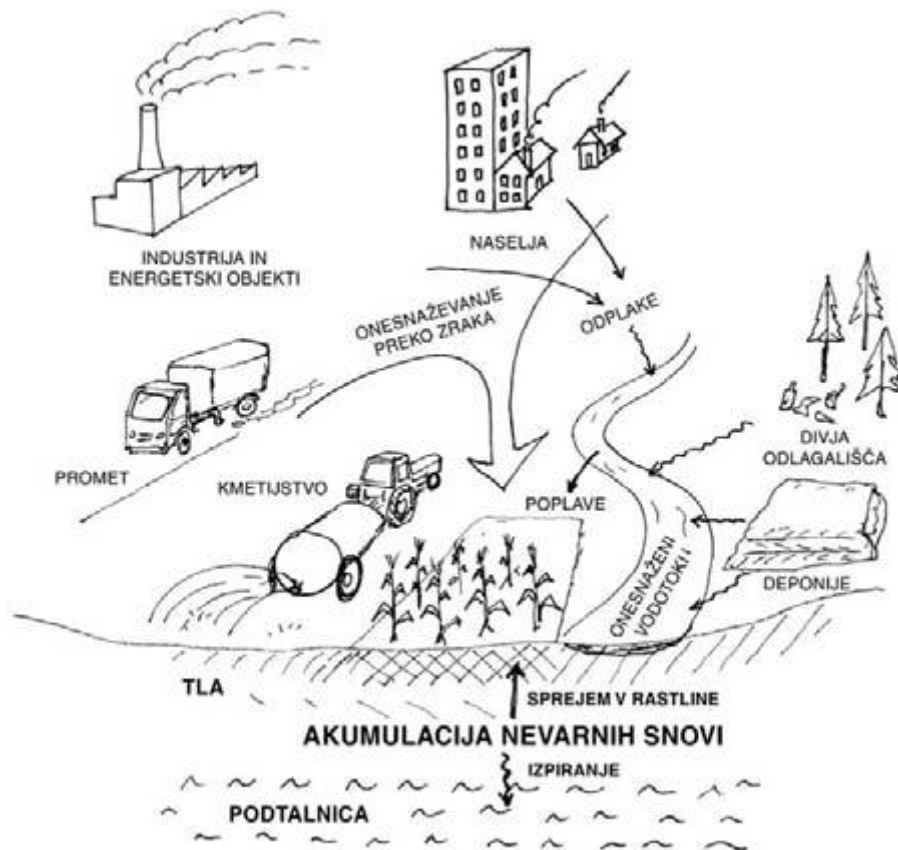 INDUSTRIJA IN
ENERGETSKI OBJEKTI
NASELJA
ONESNAŽEVANJE
PREKO ZRAKA
ODPLAKE
DIVJA
ODLAGALIŠČA
PROMET
KMETIJSTVO
POPLAVE
ONESNAŽENI
VODOTOKI
DEPONIJE
TLA
SPREJEM V RASTLINE
AKUMULACIJA NEVARNIH SNOVI
IZPIRANJE
PODTALNICA